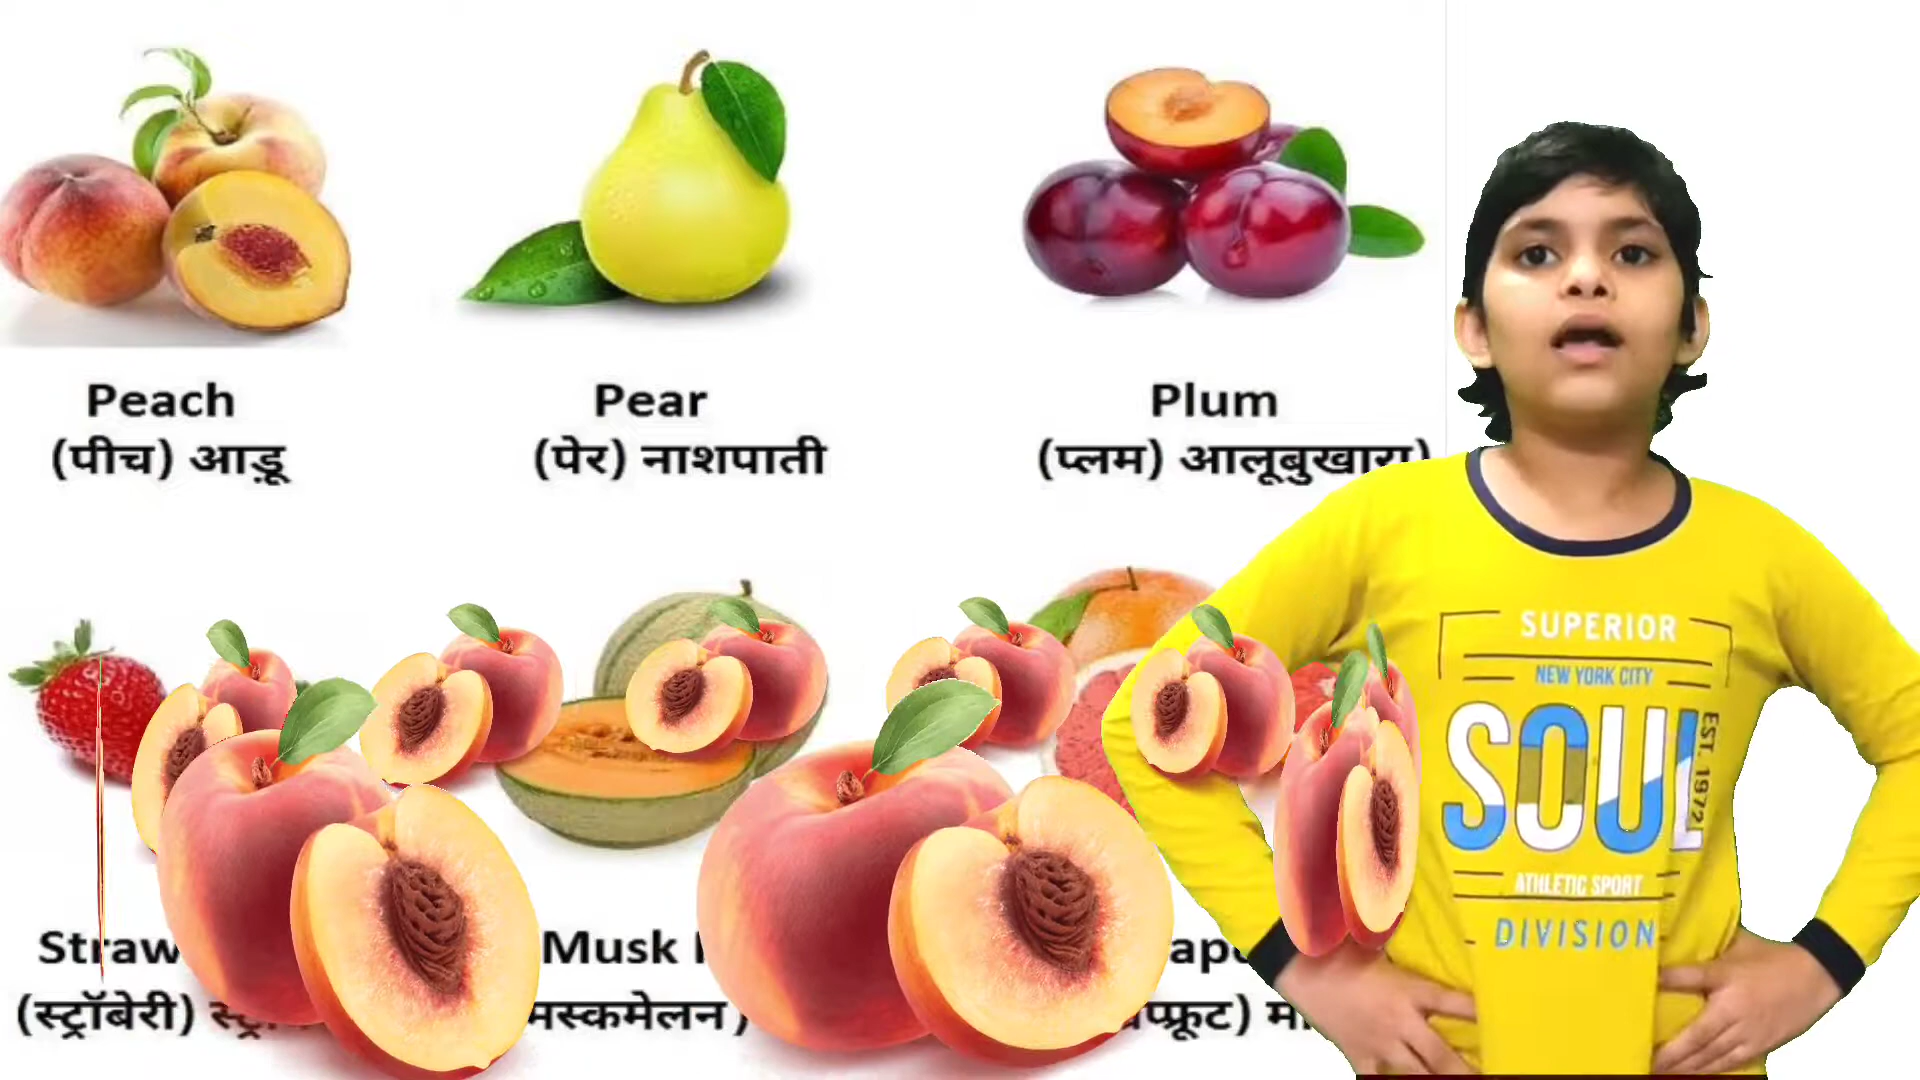 Peach
(पीच) आड़ू
Pear
(पेर) नाशपाती
Plum
(प्लम) आलूबुखारा)
Straw
(स्ट्रॉबेरी)
Musk
मस्कमेलन)
SUPERIOR
NEW YORK CITY
SOUL
EST. 1972
ATHLETIC SPORT
DIVISION